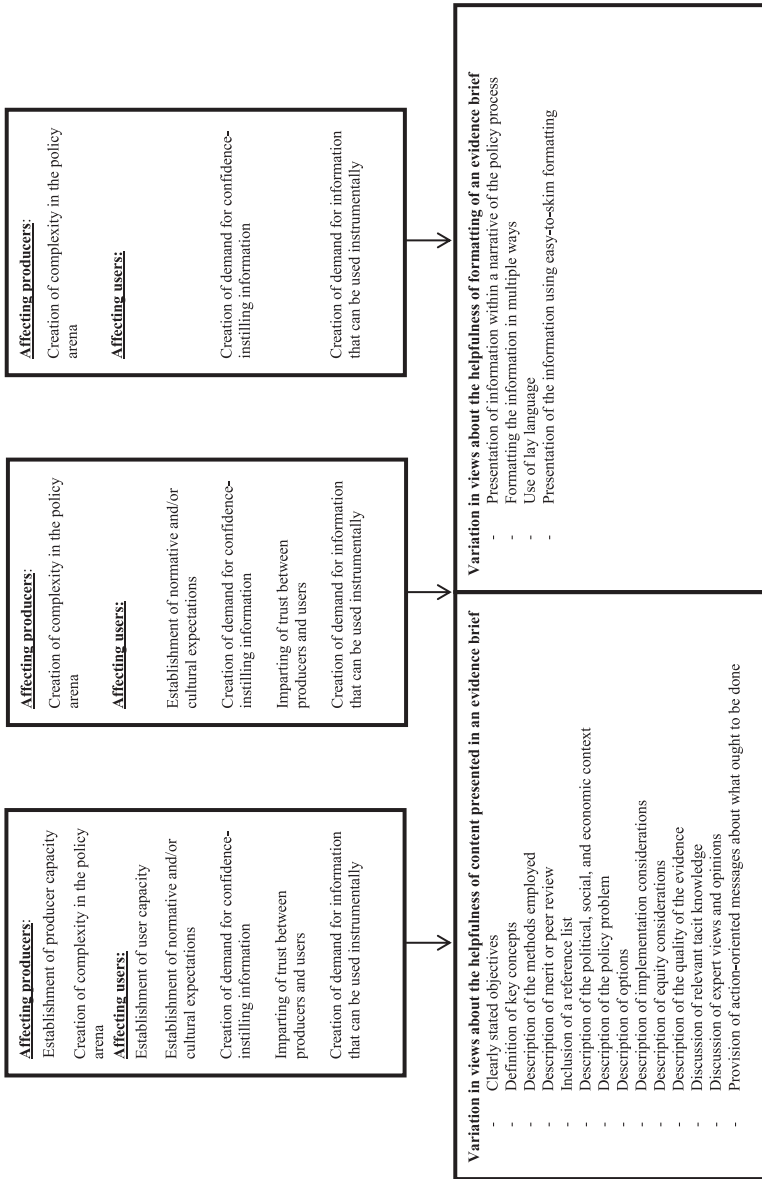 Affecting producers:
Establishment of producer capacity
Creation of complexity in the policy
arena
Affecting users:
Establishment of user capacity
Establishment of normative and/or
cultural expectations
Creation of demand for confidence-
instilling information
Imparting of trust between
producers and users
Creation of demand for information
that can be used instrumentally
Affecting producers:
Creation of complexity in the policy
arena
Affecting users:
Establishment of normative and/or
cultural expectations
Creation of demand for confidence-
instilling information
Imparting of trust between
producers and users
Creation of demand for information
that can be used instrumentally
Affecting producers:
Creation of complexity in the policy
arena
Affecting users:
Creation of demand for confidence-
instilling information
Creation of demand for information
that can be used instrumentally
Variation in views about the helpfulness of content presented in an evidence brief
- Clearly stated objectives
- Definition of key concepts
- Description of the methods employed
- Description of merit or peer review
- Inclusion of a reference list
- Description of the political, social, and economic context
- Description of the policy problem
- Description of options
- Description of implementation considerations
- Description of equity considerations
- Description of the quality of the evidence
- Discussion of relevant tacit knowledge
- Discussion of expert views and opinions
- Provision of action-oriented messages about what ought to be done
Variation in views about the helpfulness of formatting of an evidence brief
- Presentation of information within a narrative of the policy process
- Formatting the information in multiple ways
- Use of lay language
- Presentation of the information using easy-to-skim formatting